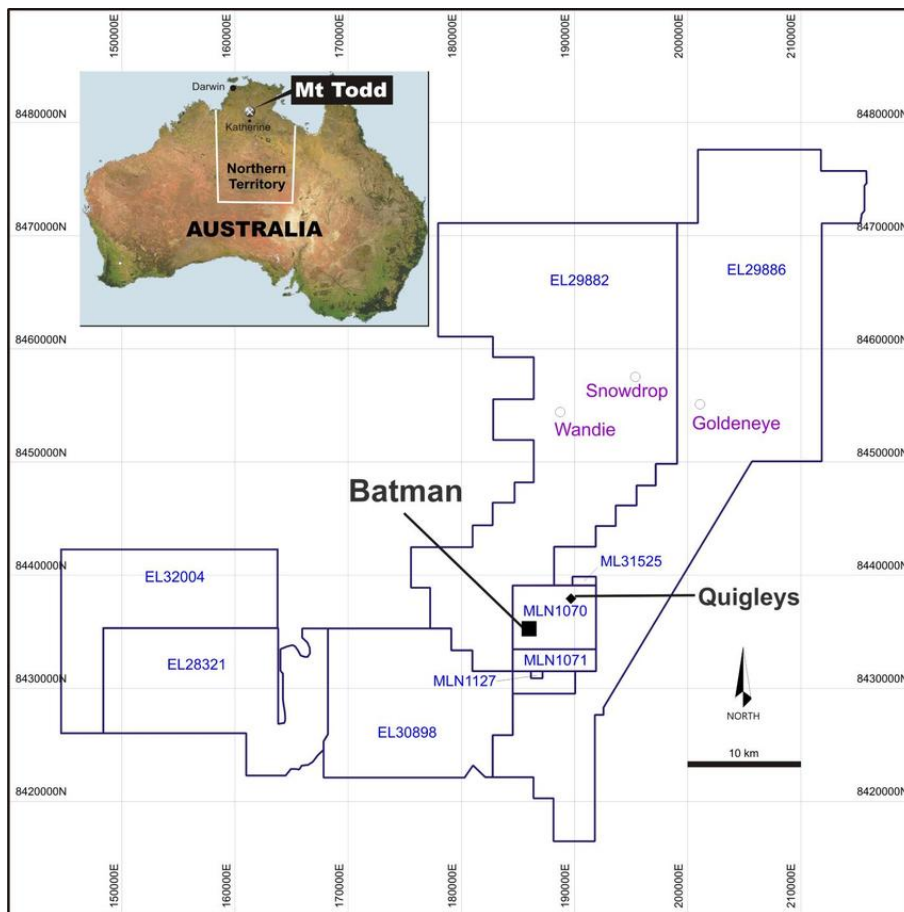 150000E
160000E
170000E
180000E
190000E
200000E
210000E
8480000N
8480000N
Darwin
Mt Todd
Katherine
Northern
Territory
AUSTRALIA
8470000N
8470000N
EL29882
EL29886
8460000N
8460000N
Snowdrop
Wandie
Goldeneye
8450000N
8450000N
Batman
8440000N
8440000N
EL32004
ML31525
MLN1070
Quigleys
EL28321
MLN1071
MLN1127
8430000N
8430000N
EL30898
NORTH
10 km
8420000N
8420000N
150000E
160000E
170000E
180000E
190000E
200000E
210000E